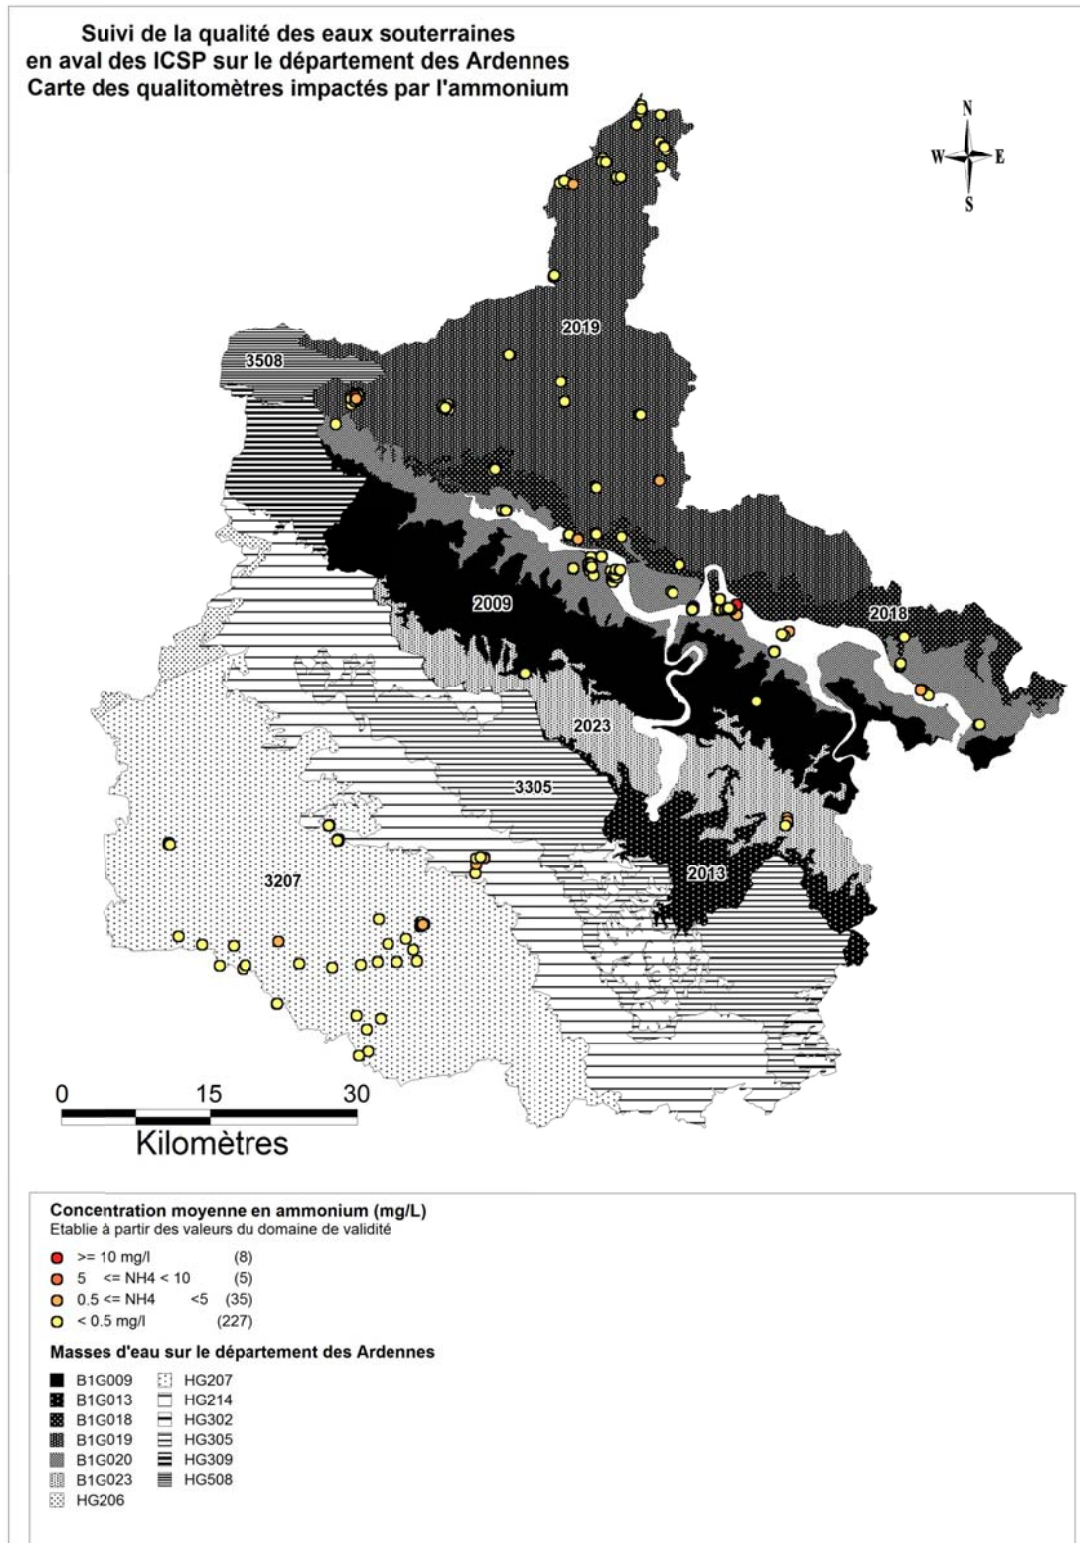 Suivi de la qualité des eaux souterraines
en aval des ICSP sur le département des Ardennes
Carte des qualitomètres impactés par l'ammonium
N
W E
S
2019
3508
2018
2009
2023
3305
2013
3207
0 15 30
Kilomètres
Concentration moyenne en ammonium (mg/L)
Etablie à partir des valeurs du domaine de validité
>= 10 mg/l (8)
5 <= NH4 < 10 (5)
0.5 <= NH4 <5 (35)
< 0.5 mg/l (227)
Masses d'eau sur le département des Ardennes
B1G009 HG207
B1G013 HG214
B1G018 HG302
B1G019 HG305
B1G020 HG309
B1G023 HG508
HG206